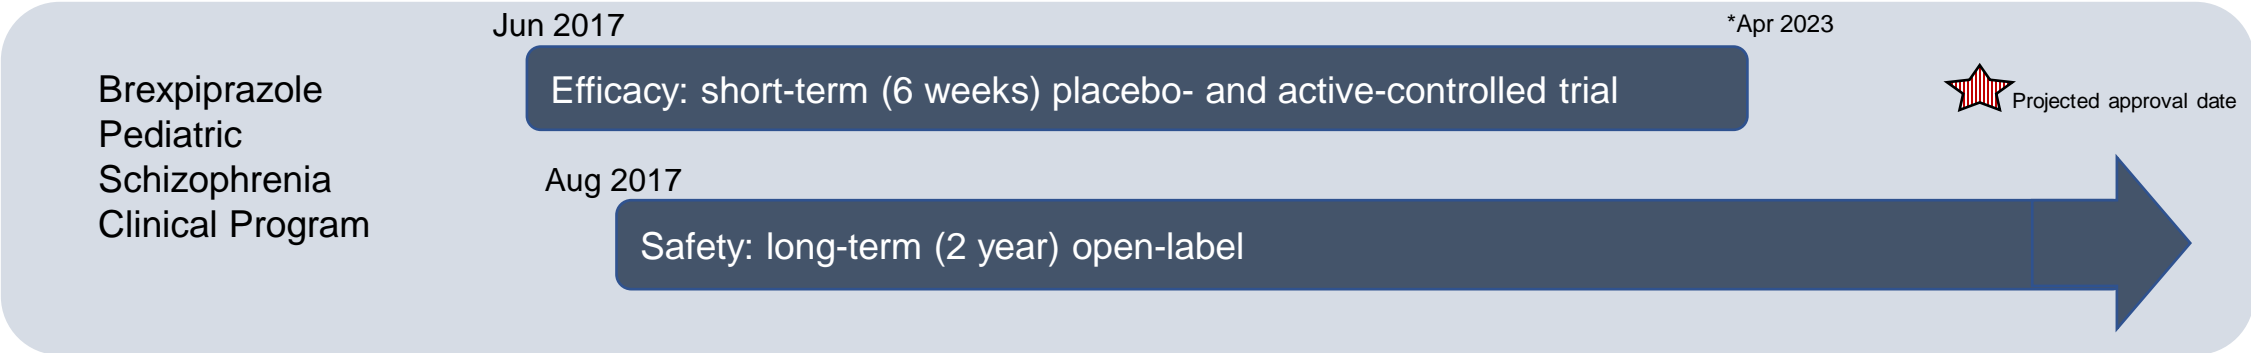 Brexpiprazole
Pediatric
Schizophrenia
Clinical Program
Jun 2017
*Apr 2023
Efficacy: short-term (6 weeks) placebo- and active-controlled trial
Projected approval date
Aug 2017
Safety: long-term (2 year) open-label